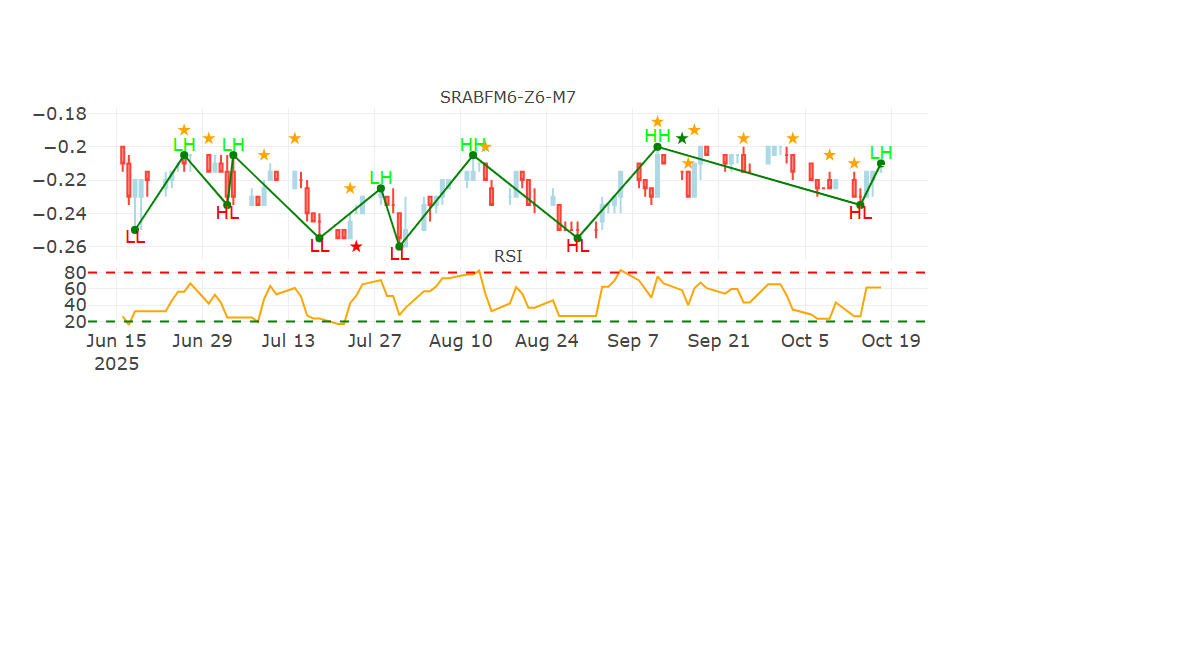 SRABFM6-Z6-M7
−0.18
−0.2
−0.22
−0.24
−0.26
LL
LH
HL
LH
LL
LH
LL
HH
HL
HH
HL
LH
RSI
80
60
40
20
Jun 15 Jun 29 Jul 13 Jul 27 Aug 10 Aug 24 Sep 7 Sep 21 Oct 5 Oct 19
2025